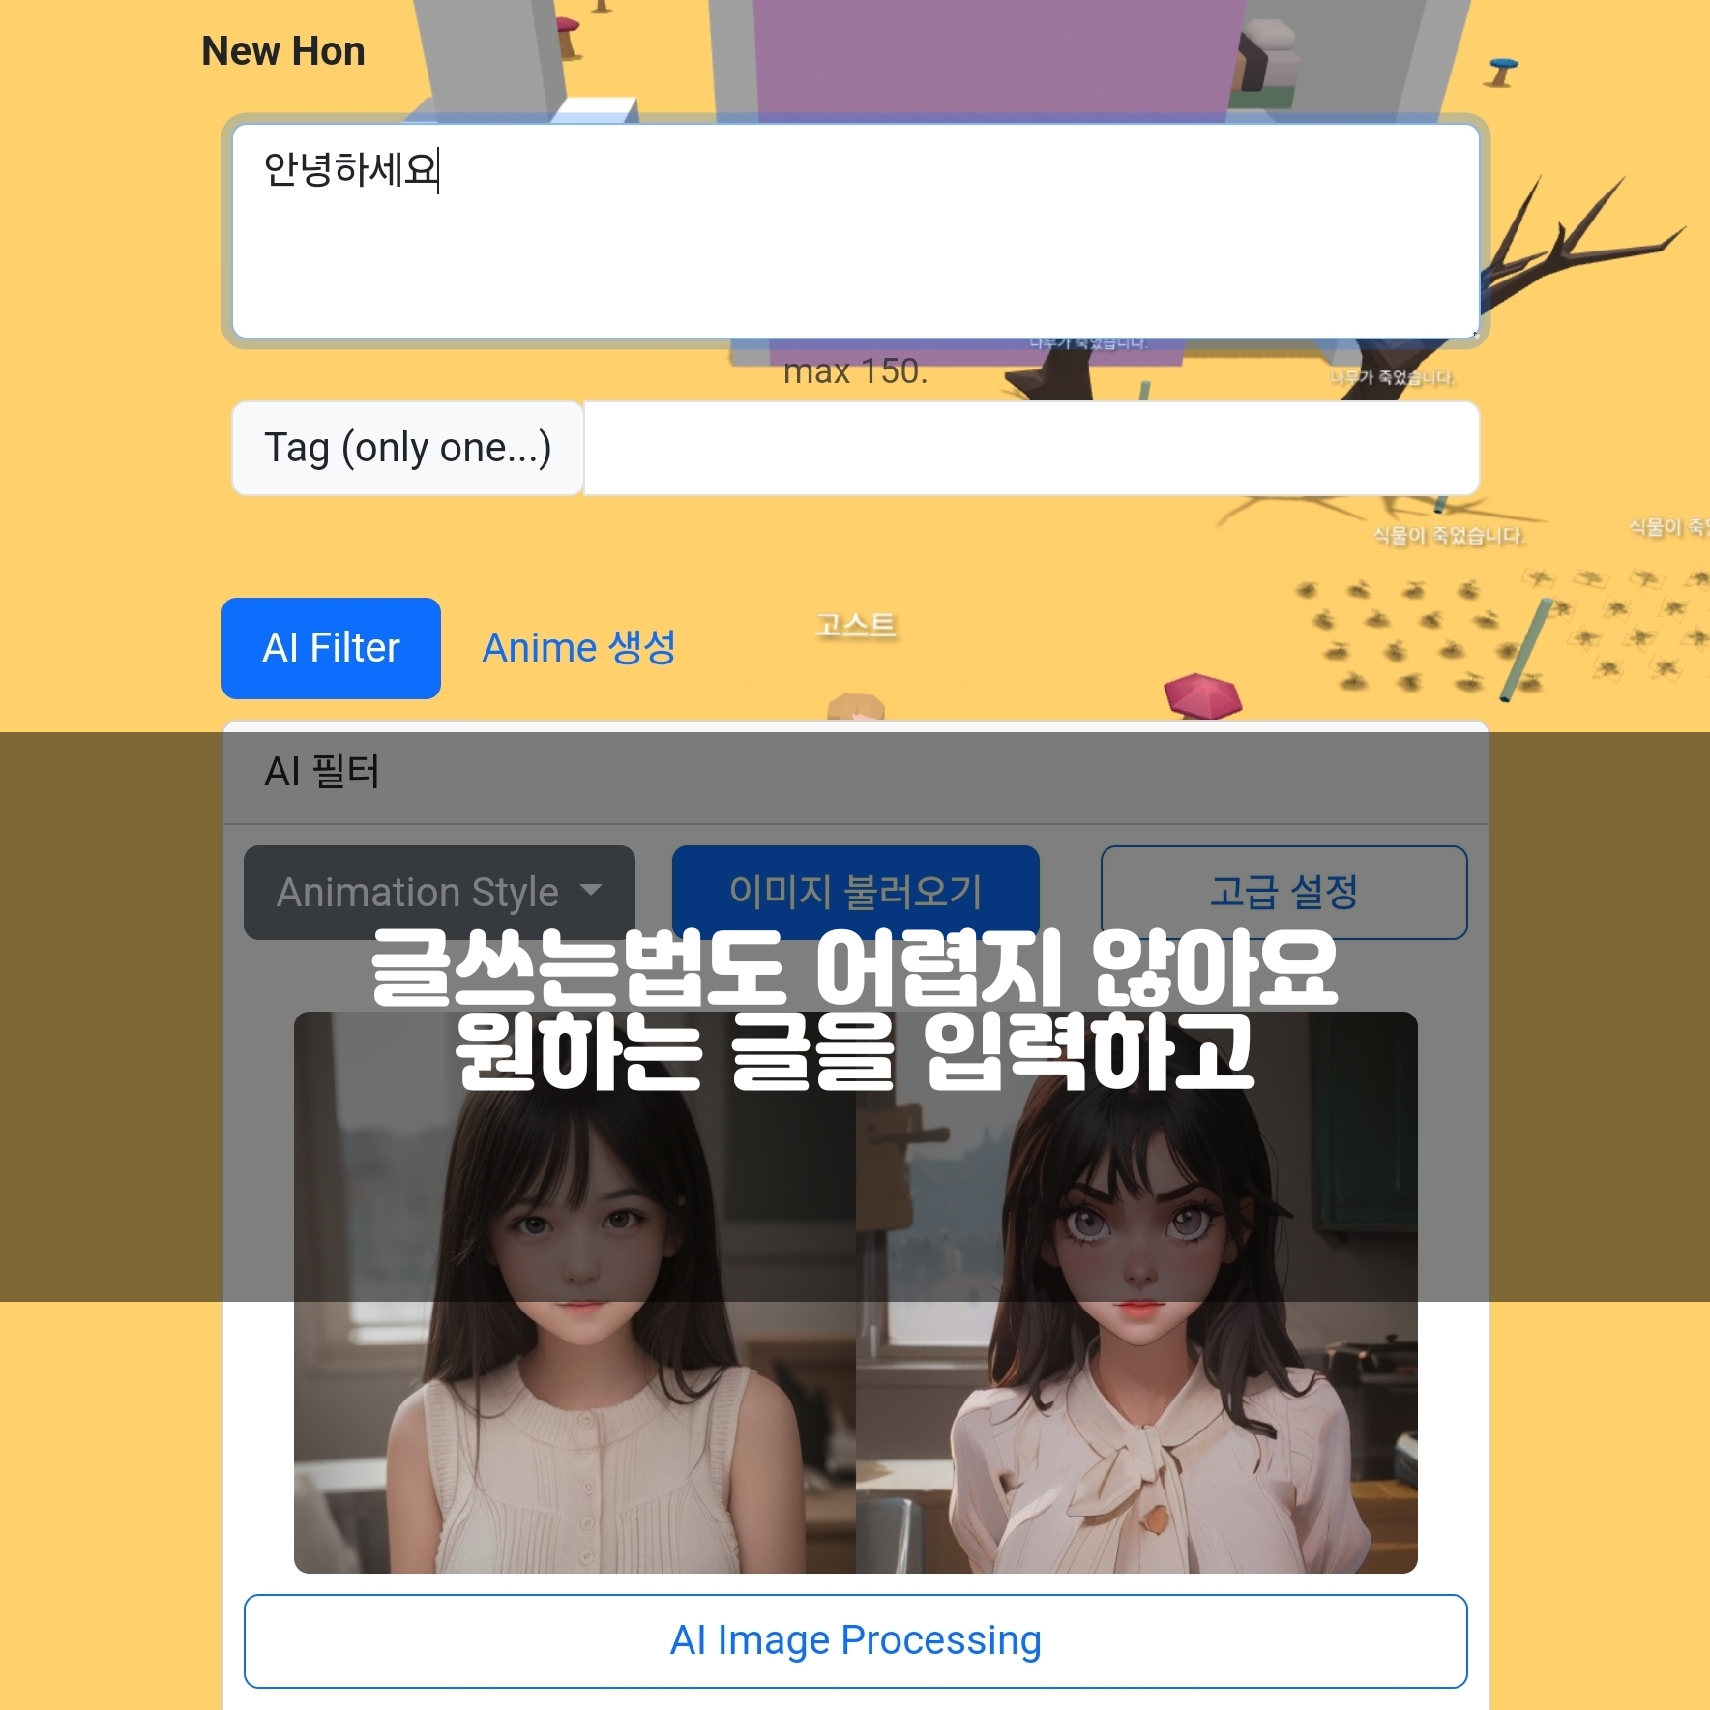 New Hon
안녕하세요
나무가 죽었습니다.
max 150.
나무가 죽었습니다.
Tag (only one...)
식물이 죽었습니다.
식물이
고스트
AI Filter
Anime 생성
AI 필터
Animation Style
이미지 불러오기
고급 설정
글쓰는법도 어렵지 않아요
원하는 글을 입력하고
AI Image Processing